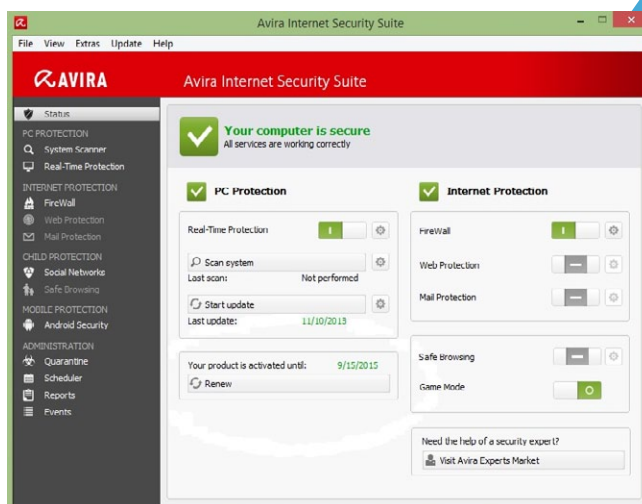 Avira Internet Security Suite
File View Extras Update Help
AVIRA
Avira Internet Security Suite
Status
PC PROTECTION
System Scanner
Real-Time Protection
INTERNET PROTECTION
FireWall
Web Protection
Mail Protection
CHILD PROTECTION
Social Networks
Safe Browsing
MOBILE PROTECTION
Android Security
ADMINISTRATION
Quarantine
Scheduler
Reports
Events
Your computer is secure
All services are working correctly
PC Protection
Real-Time Protection
Scan system
Last scan: Not performed
Start update
Last update: 11/10/2013
Your product is activated until: 9/15/2015
Renew
Internet Protection
FireWall
Web Protection
Mail Protection
Safe Browsing
Game Mode
Need the help of a security expert?
Visit Avira Experts Market